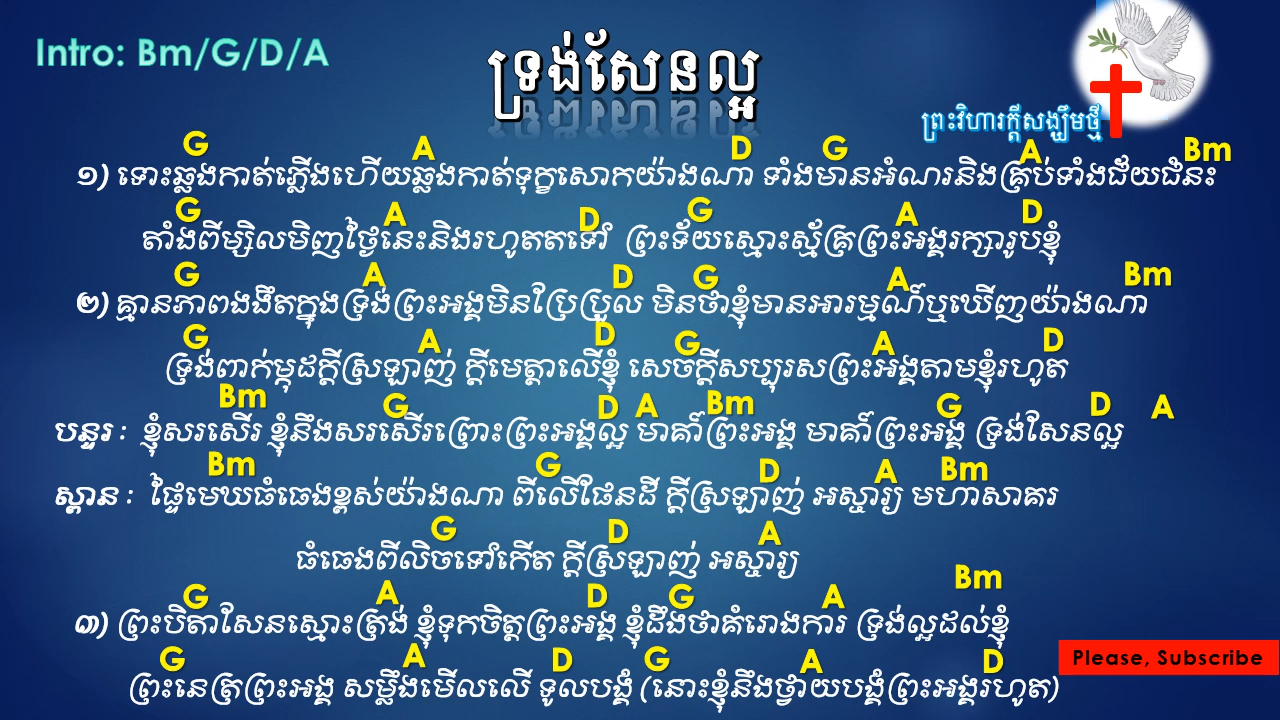 Intro: Bm/G/D/A
ទ្រង់សែនល្អ
ព្រះវិហារក្ដីសង្ឃឹមថ្មី
G A D G A Bm
១) ទោះឆ្លងកាត់ភ្លើងហើយឆ្លងកាត់ទុក្ខសោកយ៉ាងណា ទាំងមានអំណរនិងគ្រប់ទាំងជ័យជំនះ
G A D G A D
តាំងពីម្សិលមិញថ្ងៃនេះនិងរហូតតទៅ ព្រះទ័យស្មោះស្ម័គ្រព្រះអង្គរក្សារូបខ្ញុំ
G A D G A Bm
២) គ្មានភាពងងឹតក្នុងទ្រង់ព្រះអង្គមិនប្រែប្រួល មិនថាខ្ញុំមានអារម្មណ៍ឬឃើញយ៉ាងណា
G A D G A D
ទ្រង់ពាក់ម្កុដក្ដីស្រឡាញ់ ក្ដីមេត្តាលើខ្ញុំ សេចក្ដីសប្បុរសព្រះអង្គតាមខ្ញុំរហូត
Bm G D A Bm G D A
បន្ទរ : ខ្ញុំសរសើរ ខ្ញុំនឹងសរសើរព្រោះព្រះអង្គល្អ មាគាំព្រះអង្គ មាគាំព្រះអង្គ ទ្រង់សែនល្អ
Bm G D A Bm
ស្ពាន : ផ្ទៃមេឃធំធេងខ្ពស់យ៉ាងណា ពីលើផែនដី ក្ដីស្រឡាញ់ អស្ចារ្យ មហាសាគរ
G D A
ធំធេងពីលិចទៅកើត ក្ដីស្រឡាញ់ អស្ចារ្យ
G A D G A Bm
៣) ព្រះបិតាសែនស្មោះត្រង់ ខ្ញុំទុកចិត្តព្រះអង្គ ខ្ញុំដឹងថាគំរោងការ ទ្រង់ល្អដល់ខ្ញុំ
G A D G A D
ព្រះនេត្រព្រះអង្គ សម្លឹងមើលលើ ទូលបង្គំ (នោះខ្ញុំនឹងថ្វាយបង្គំព្រះអង្គរហូត)
Please, Subscribe